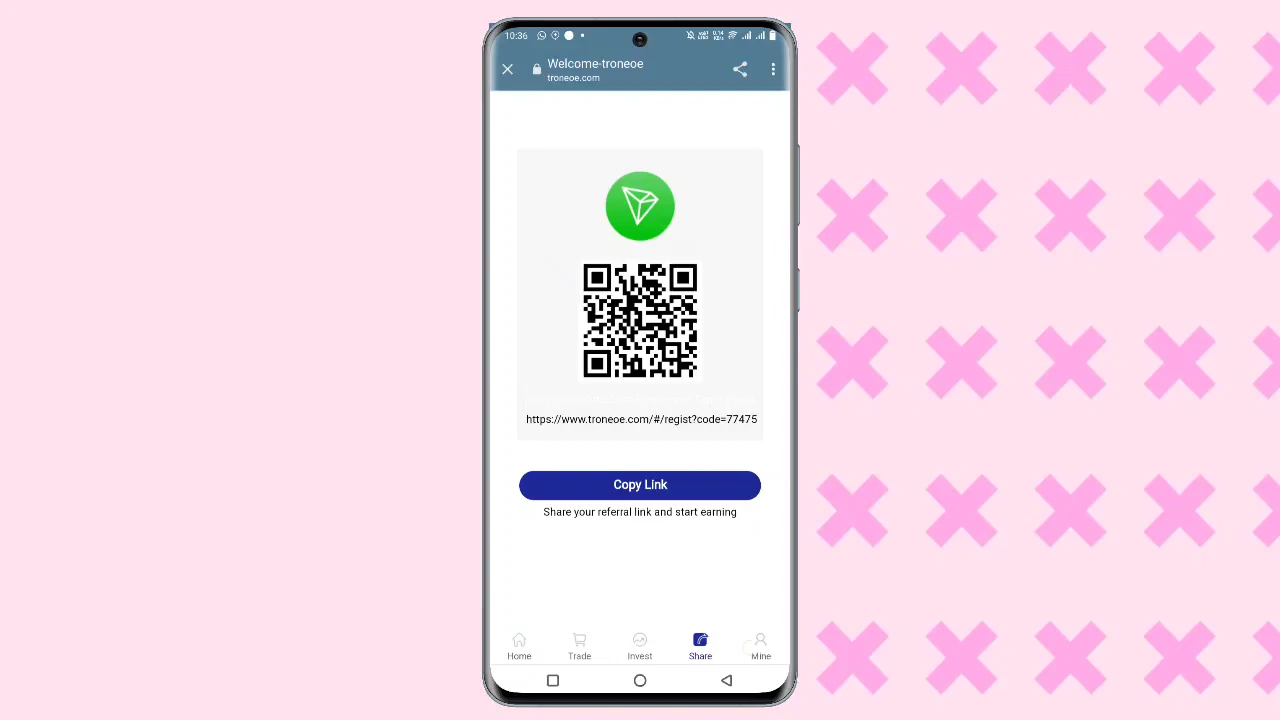 10:36
Welcome-troneoe
troneoe.com
https://www.troneoe.com/#/regist?code=77475
Copy Link
Share your referral link and start earning
Home Trade Invest Share Mine